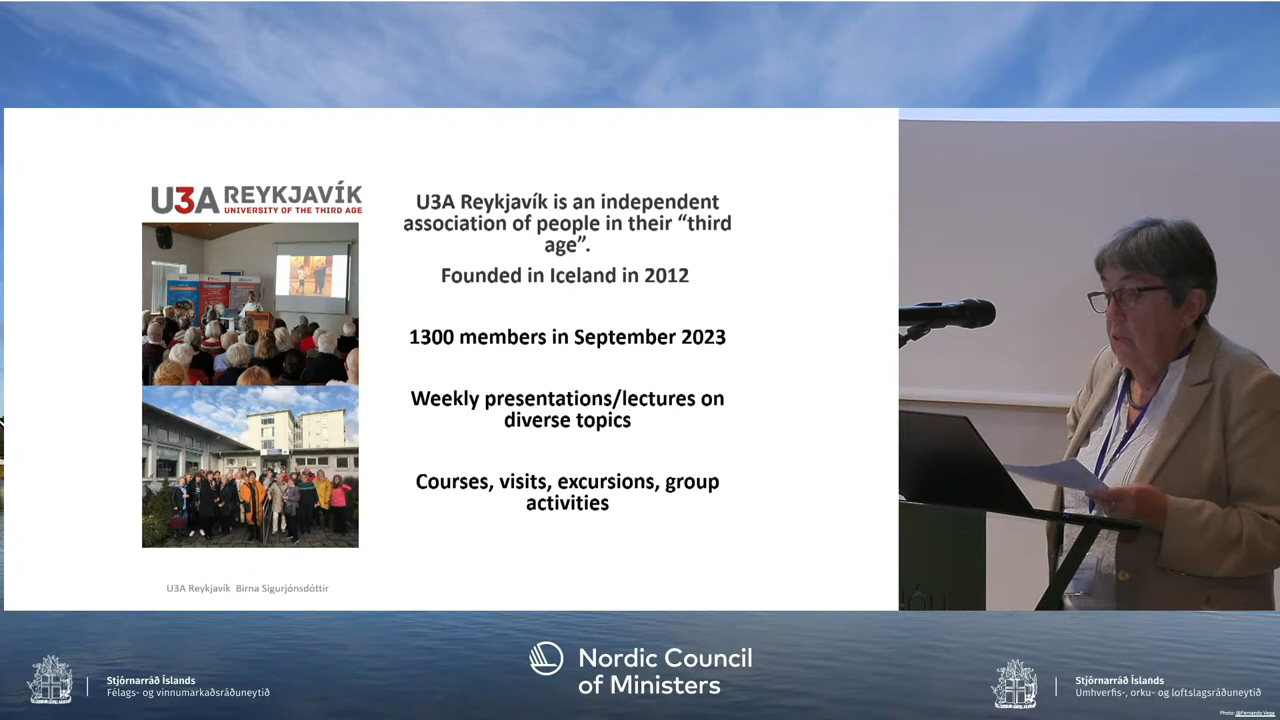 U3A REYKJAVÍK
UNIVERSITY OF THE THIRD AGE
U3A Reykjavík is an independent
association of people in their “third
age”.
Founded in Iceland in 2012
1300 members in September 2023
Weekly presentations/lectures on
diverse topics
Courses, visits, excursions, group
activities
U3A Reykjavík Birna Sigurjónsdóttir
Stjórnarráð Íslands
Félags- og vinnumarkaðsráðuneytið
Nordic Council
of Ministers
Stjórnarráð Íslands
Umhverfis-, orku- og loftslagsráðuneytið
Photo: @Fernando Vega